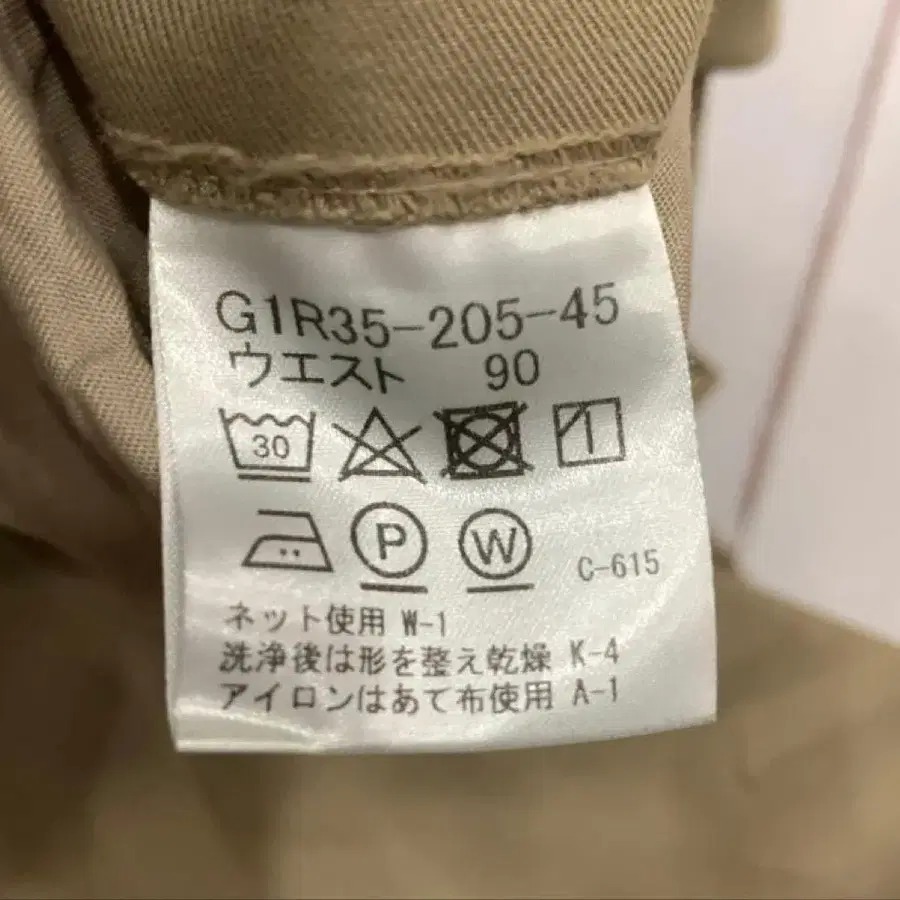 G1R35-205-45
ウエスト 90
30
P W C-615
ネット使用 W-1
洗浄後は形を整え乾燥 K-4
アイロンはあて布使用 A-1